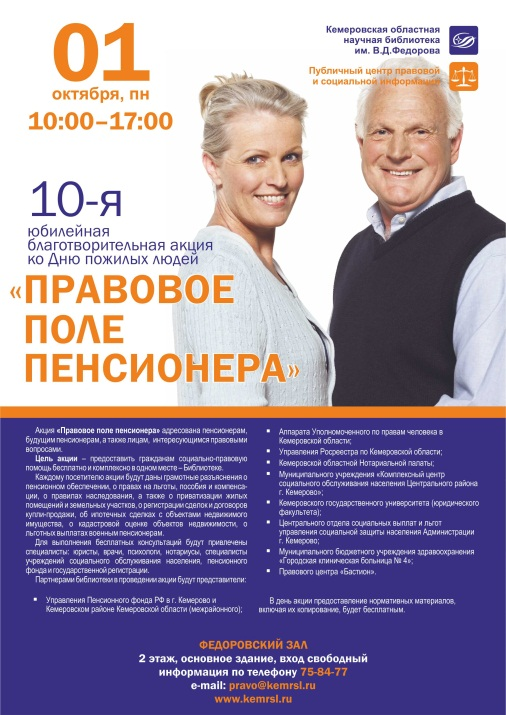 01
октября, пн
10:00–17:00
Кемеровская областная
научная библиотека
им. В.Д.Федорова
Публичный центр правовой
и социальной информации
10-я
юбилейная
благотворительная акция
ко Дню пожилых людей
«ПРАВОВОЕ
ПОЛЕ
ПЕНСИОНЕРА»
Акция «Правовое поле пенсионера» адресована пенсионерам,
будущим пенсионерам, а также лицам, интересующимся правовыми
вопросами.
Цель акции – предоставить гражданам социально-правовую
помощь бесплатно и комплексно в одном месте – Библиотеке.
Каждому посетителю акции будут даны грамотные разъяснения о
пенсионном обеспечении, о правах на льготы, пособия и компенса-
ции, о правилах наследования, а также о приватизации жилых
помещений и земельных участков, о регистрации сделок и договоров
купли-продажи, об ипотечных сделках с объектами недвижимого
имущества, о кадастровой оценке объектов недвижимости, о
льготных выплатах военным пенсионерам.
Для выполнения бесплатных консультаций будут привлечены
специалисты: юристы, врачи, психологи, нотариусы, специалисты
учреждений социального обслуживания населения, пенсионного
фонда и государственной регистрации.
Партнерами библиотеки в проведении акции будут представители:
▪ Управления Пенсионного фонда РФ в г. Кемерово и
Кемеровском районе Кемеровской области (межрайонного);
▪ Аппарата Уполномоченного по правам человека в
Кемеровской области;
▪ Управления Росреестра по Кемеровской области;
▪ Кемеровской областной Нотариальной палаты;
▪ Муниципального учреждения «Комплексный центр
социального обслуживания населения Центрального района
г. Кемерово»;
▪ Кемеровского государственного университета (юридического
факультета);
▪ Центрального отдела социальных выплат и льгот
управления социальной защиты населения Администрации
г. Кемерово;
▪ Муниципального бюджетного учреждения здравоохранения
«Городская клиническая больница № 4»;
▪ Правового центра «Бастион».
В день акции предоставление нормативных материалов,
включая их копирование, будет бесплатным.
ФЕДОРОВСКИЙ ЗАЛ
2 этаж, основное здание, вход свободный
информация по телефону 75-84-77
e-mail: pravo@kemrsl.ru
www.kemrsl.ru